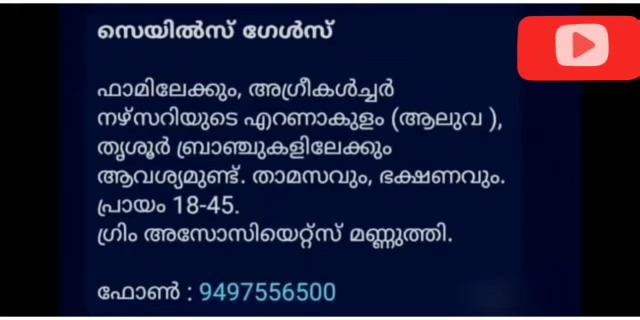 സെയിൽസ് ഗേൾസ്
ഫാമിലേക്കും, അഗ്രീകൾച്ചർ
നഴ്സറിയുടെ എറണാകുളം (ആലുവ ),
തൃശൂർ ബ്രാഞ്ചുകളിലേക്കും
ആവശ്യമുണ്ട്. താമസവും, ഭക്ഷണവും.
പ്രായം 18-45.
ഗ്രിം അസോസിയെറ്റ്സ് മണ്ണുത്തി.
ഫോൺ : 9497556500